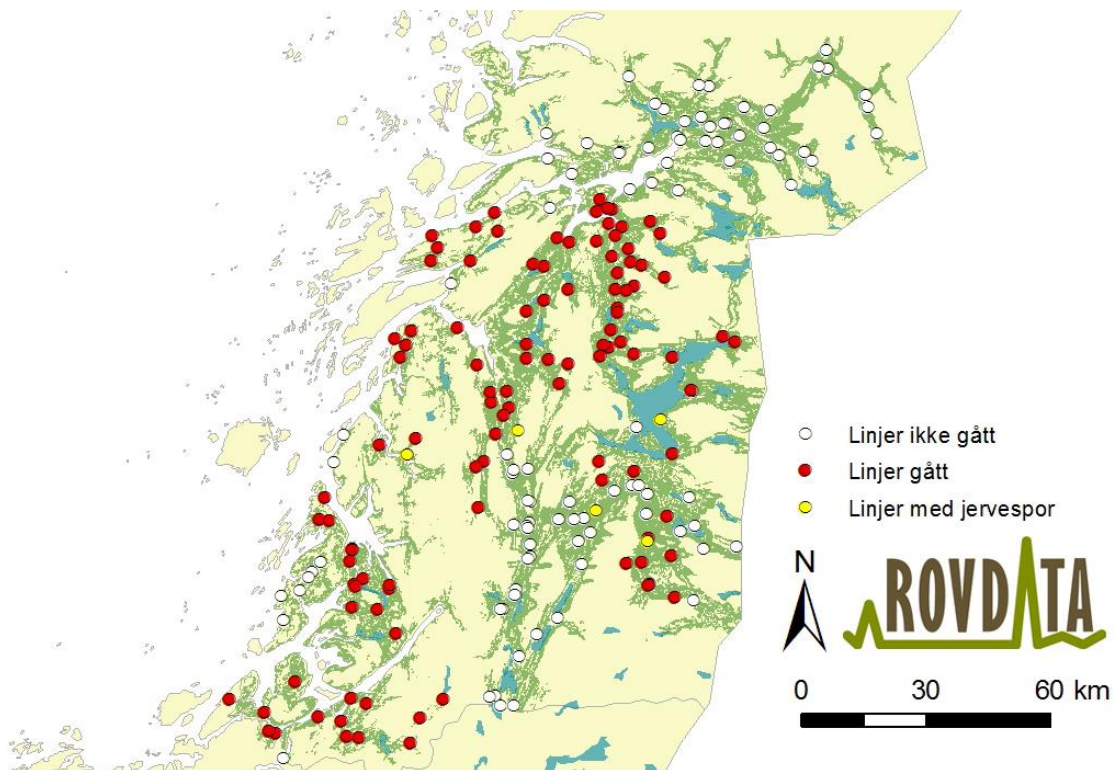 Linjer ikke gått
Linjer gått
Linjer med jervespor
N
ROVDATA
0 30 60 km